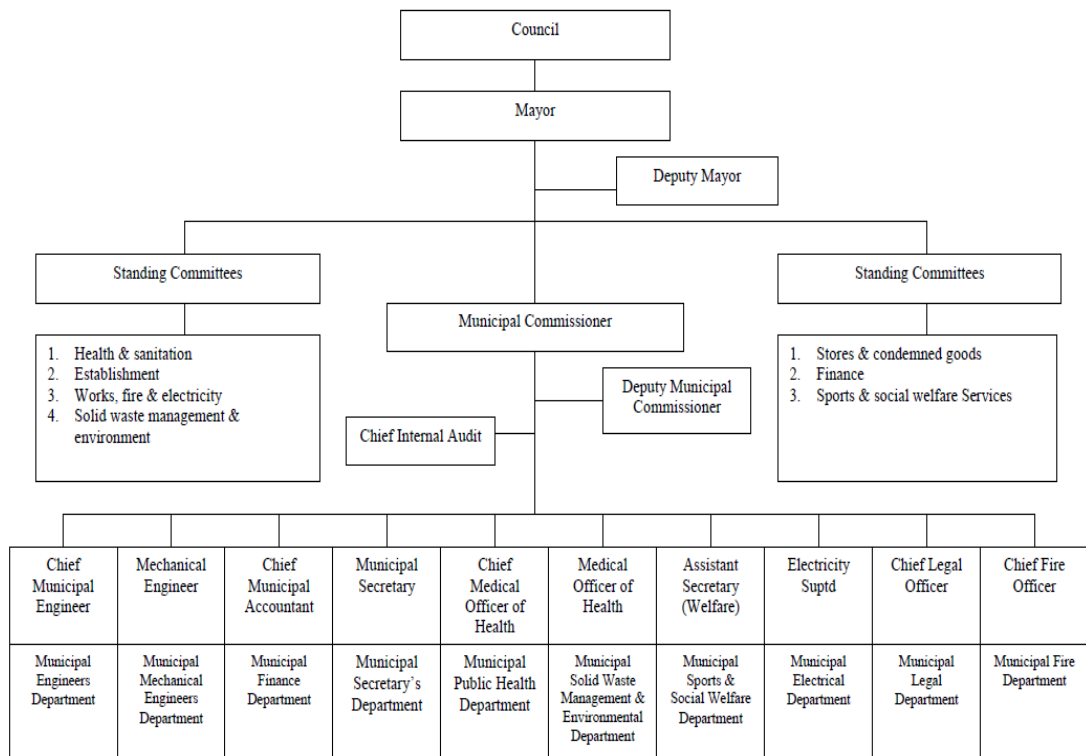 Council
Mayor
Deputy Mayor
Standing Committees
Municipal Commissioner
Standing Committees
1. Health & sanitation
2. Establishment
3. Works, fire & electricity
4. Solid waste management &
environment
1. Stores & condemned goods
2. Finance
3. Sports & social welfare Services
Deputy Municipal
Commissioner
Chief Internal Audit
Chief
Municipal
Engineer
Mechanical
Engineer
Chief
Municipal
Accountant
Municipal
Secretary
Chief
Medical
Officer of
Health
Medical
Officer of
Health
Assistant
Secretary
(Welfare)
Electricity
Suptd
Chief Legal
Officer
Chief Fire
Officer
Municipal
Engineers
Department
Municipal
Mechanical
Engineers
Department
Municipal
Finance
Department
Municipal
Secretary's
Department
Municipal
Public Health
Department
Municipal
Solid Waste
Management &
Environmental
Department
Municipal
Sports &
Social Welfare
Department
Municipal
Electrical
Department
Municipal
Legal
Department
Municipal Fire
Department